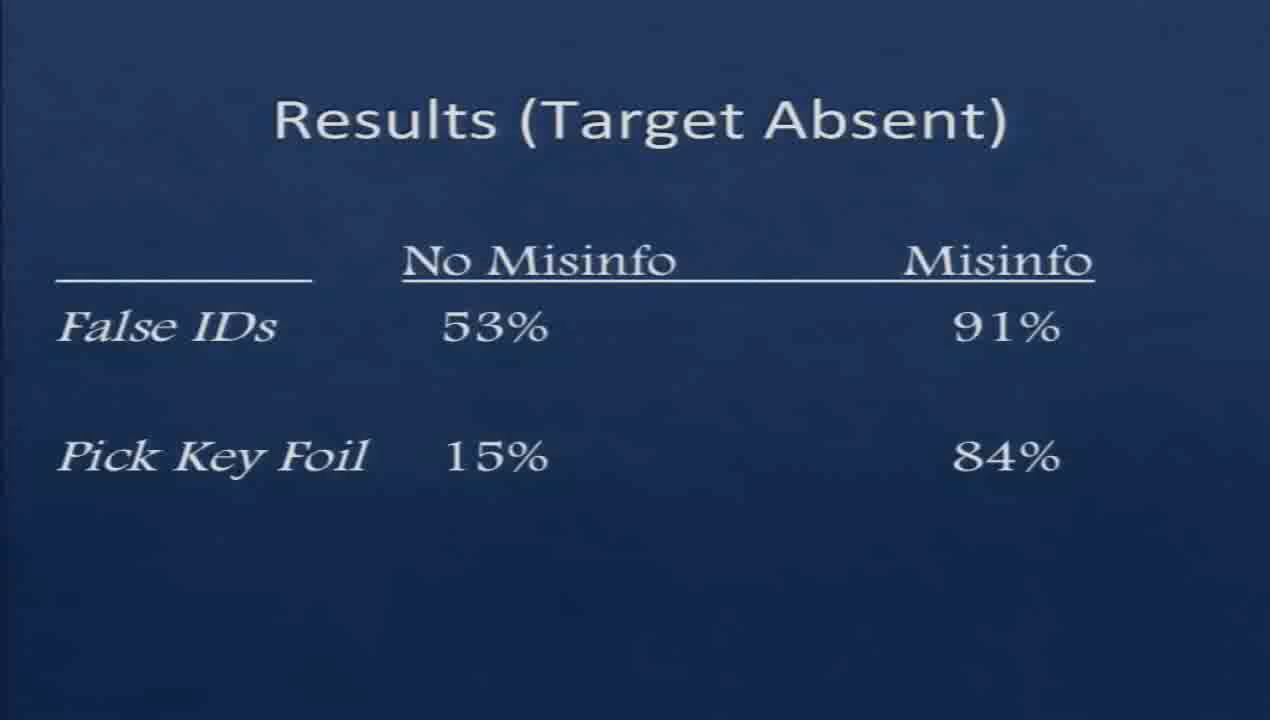 Results (Target Absent)
No Misinfo Misinfo
False IDs 53% 91%
Pick Key Foil 15% 84%